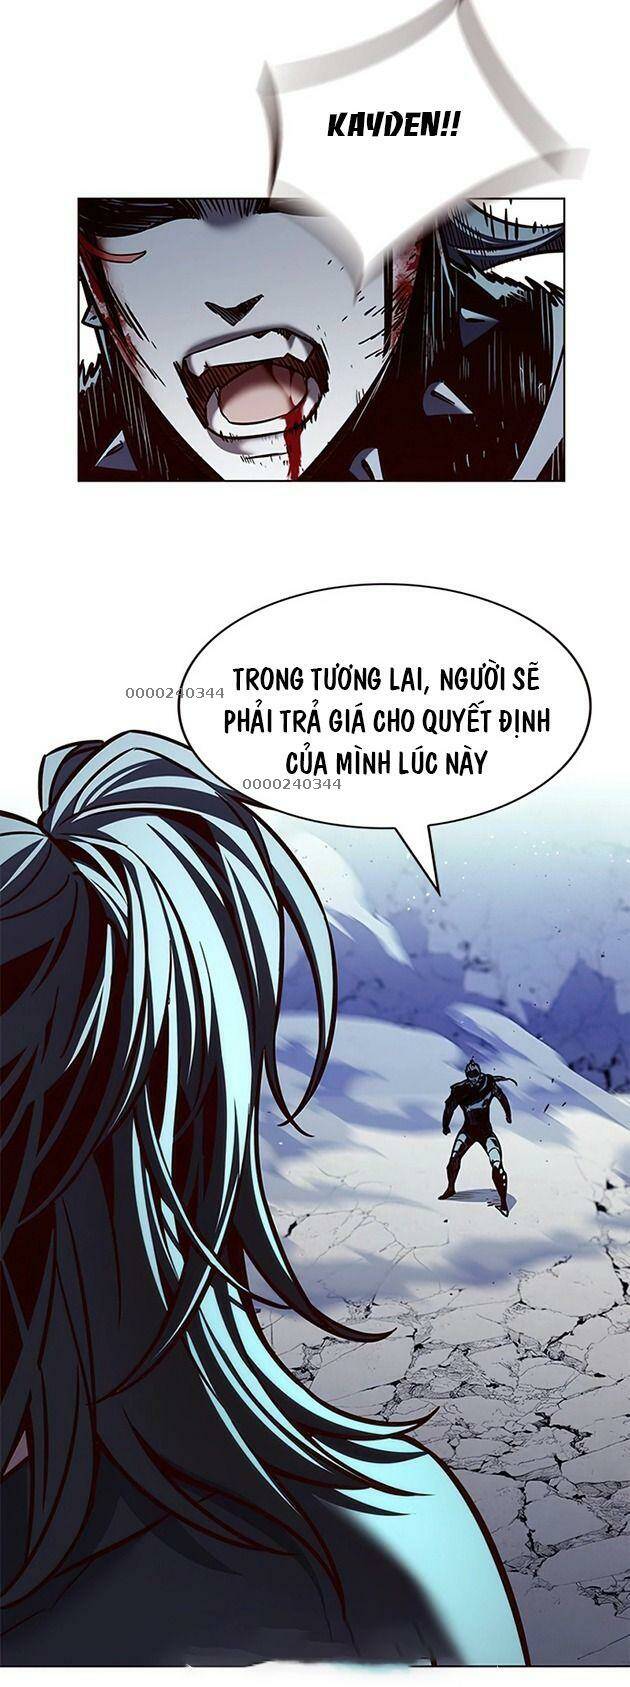 KAYDEN!!
TRONG TƯƠNG LAI, NGƯỜI SẼ
0000240344
PHẢI TRẢ GIÁ CHO QUYẾT ĐỊNH
CỦA MÌNH LÚC NÀY
0000240344